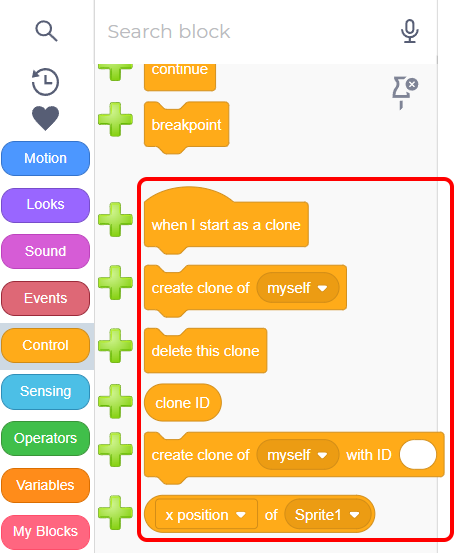 Search block
continue
breakpoint
Motion
Looks
Sound
Events
Control
Sensing
Operators
Variables
My Blocks
when I start as a clone
create clone of myself
delete this clone
clone ID
create clone of myself with ID
x position of Sprite1